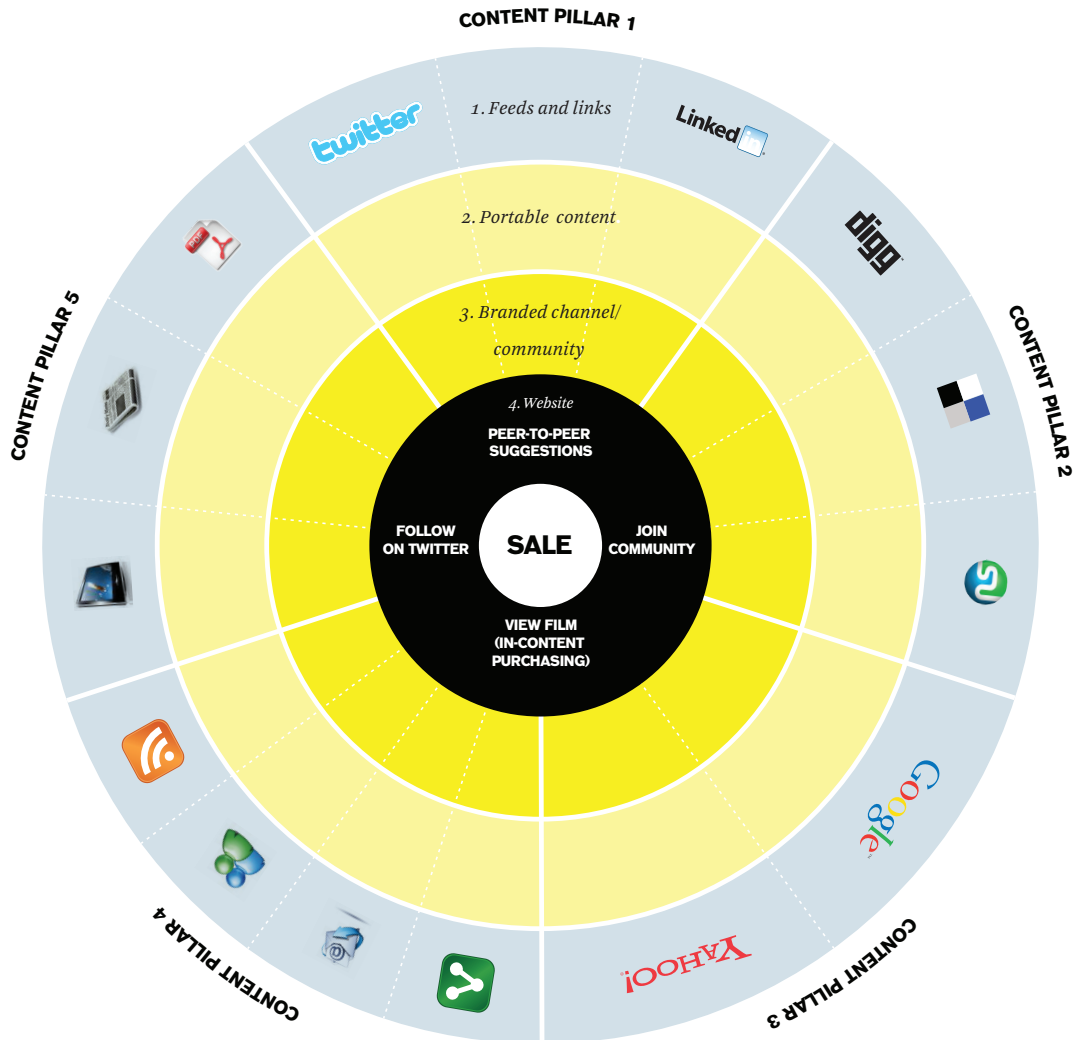 CONTENT PILLAR 1
twitter
1. Feeds and links
Linked in
2. Portable content
3. Branded channel/
community
4. Website
PEER-TO-PEER
SUGGESTIONS
FOLLOW
ON TWITTER
SALE
JOIN
COMMUNITY
VIEW FILM
(IN-CONTENT
PURCHASING)
digg
CONTENT PILLAR 2
Google
YAHOO!
CONTENT PILLAR 3
@
CONTENT PILLAR 4
PDF
CONTENT PILLAR 5